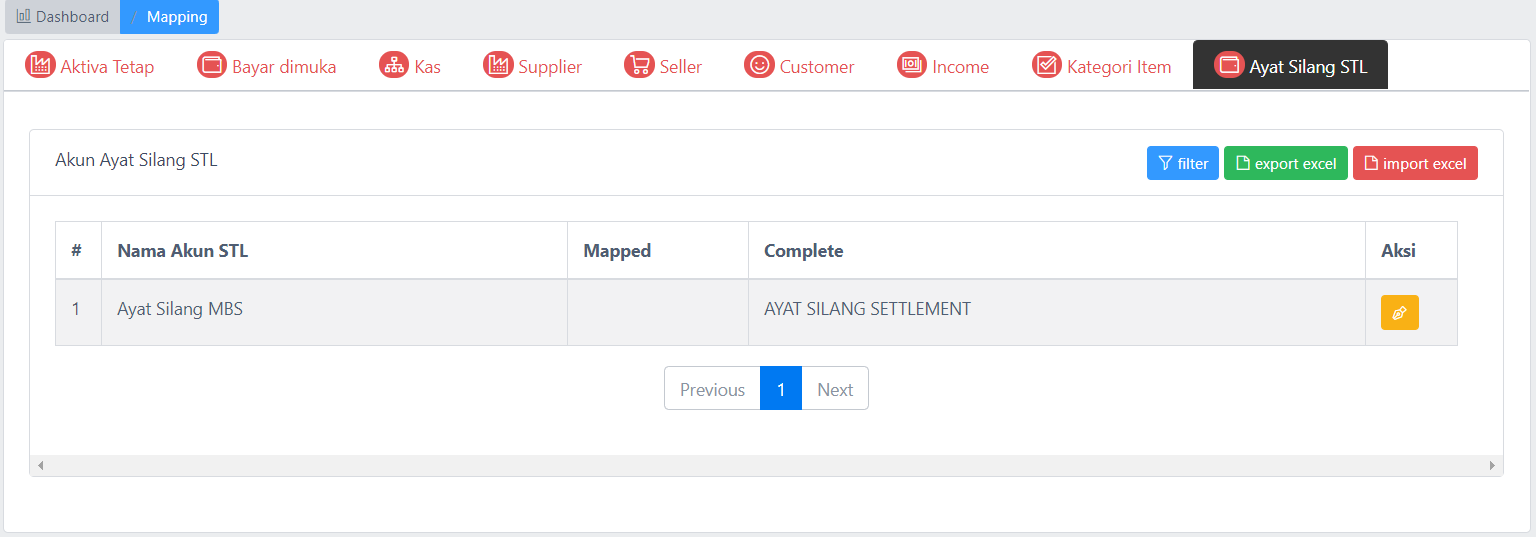 Dashboard / Mapping
Aktiva Tetap Bayar dimuka Kas Supplier Seller Customer Income Kategori Item Ayat Silang STL
Akun Ayat Silang STL filter export excel import excel
# Nama Akun STL Mapped Complete Aksi
1 Ayat Silang MBS AYAT SILANG SETTLEMENT
Previous 1 Next